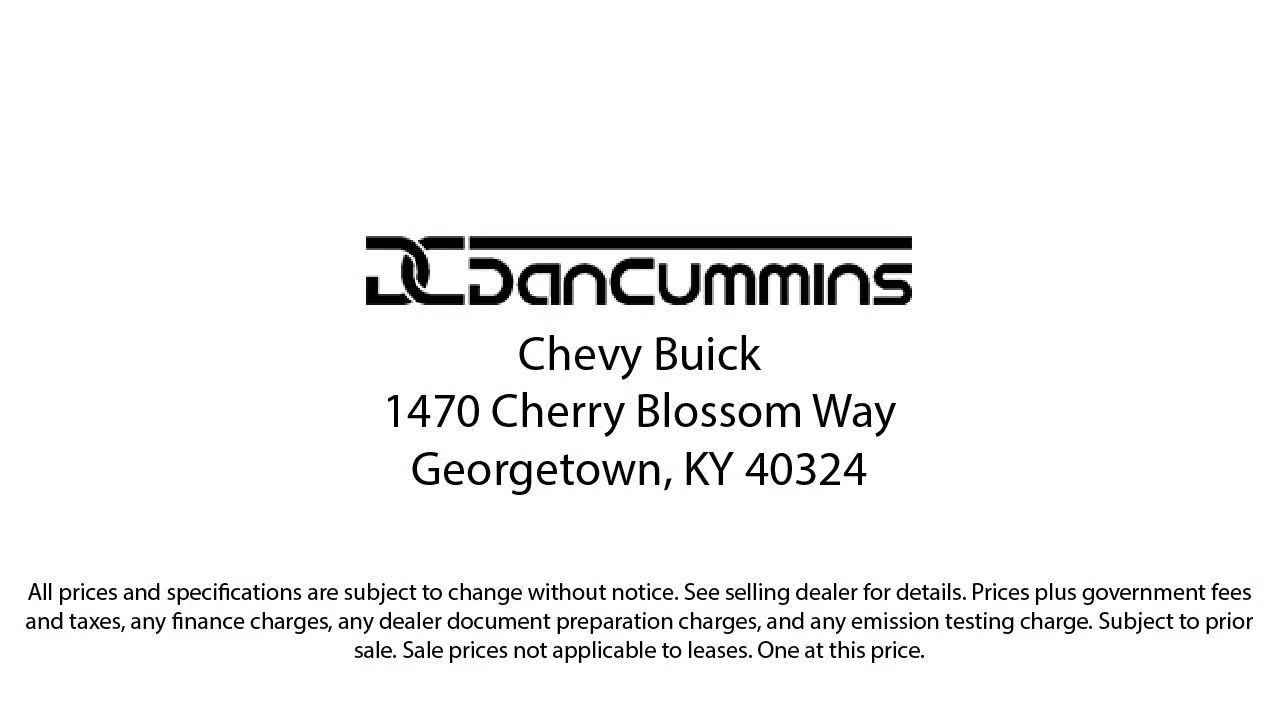 DC DanCummins
Chevy Buick
1470 Cherry Blossom Way
Georgetown, KY 40324
All prices and specifications are subject to change without notice. See selling dealer for details. Prices plus government fees
and taxes, any finance charges, any dealer document preparation charges, and any emission testing charge. Subject to prior
sale. Sale prices not applicable to leases. One at this price.